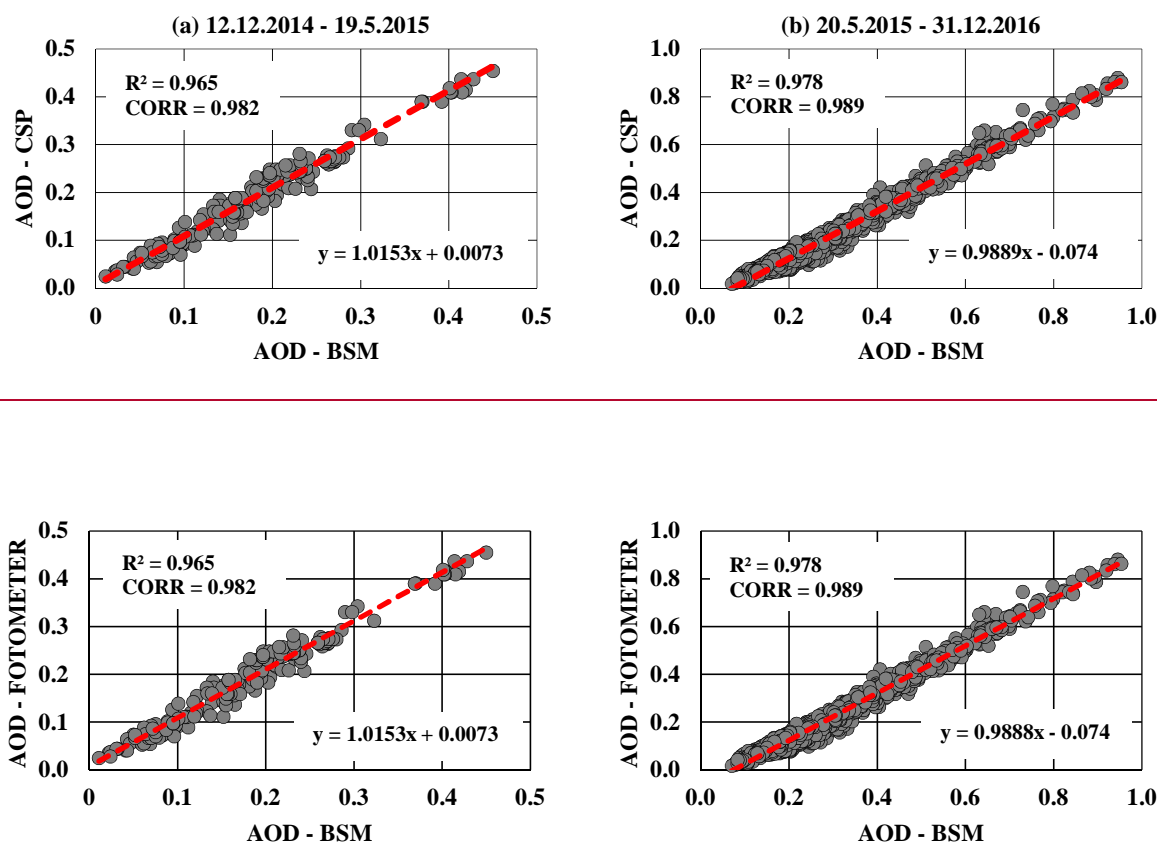 (a) 12.12.2014 - 19.5.2015
0.5
0.4
0.3
0.2
0.1
0.0
AOD - CSP
R² = 0.965
CORR = 0.982
y = 1.0153x + 0.0073
0 0.1 0.2 0.3 0.4 0.5
AOD - BSM
(b) 20.5.2015 - 31.12.2016
1.0
0.8
0.6
0.4
0.2
0.0
AOD - CSP
R² = 0.978
CORR = 0.989
y = 0.9889x - 0.074
0.0 0.2 0.4 0.6 0.8 1.0
AOD - BSM
0.5
0.4
0.3
0.2
0.1
0.0
AOD - FOTOMETER
R² = 0.965
CORR = 0.982
y = 1.0153x + 0.0073
0 0.1 0.2 0.3 0.4 0.5
AOD - BSM
1.0
0.8
0.6
0.4
0.2
0.0
AOD - FOTOMETER
R² = 0.978
CORR = 0.989
y = 0.9888x - 0.074
0.0 0.2 0.4 0.6 0.8 1.0
AOD - BSM